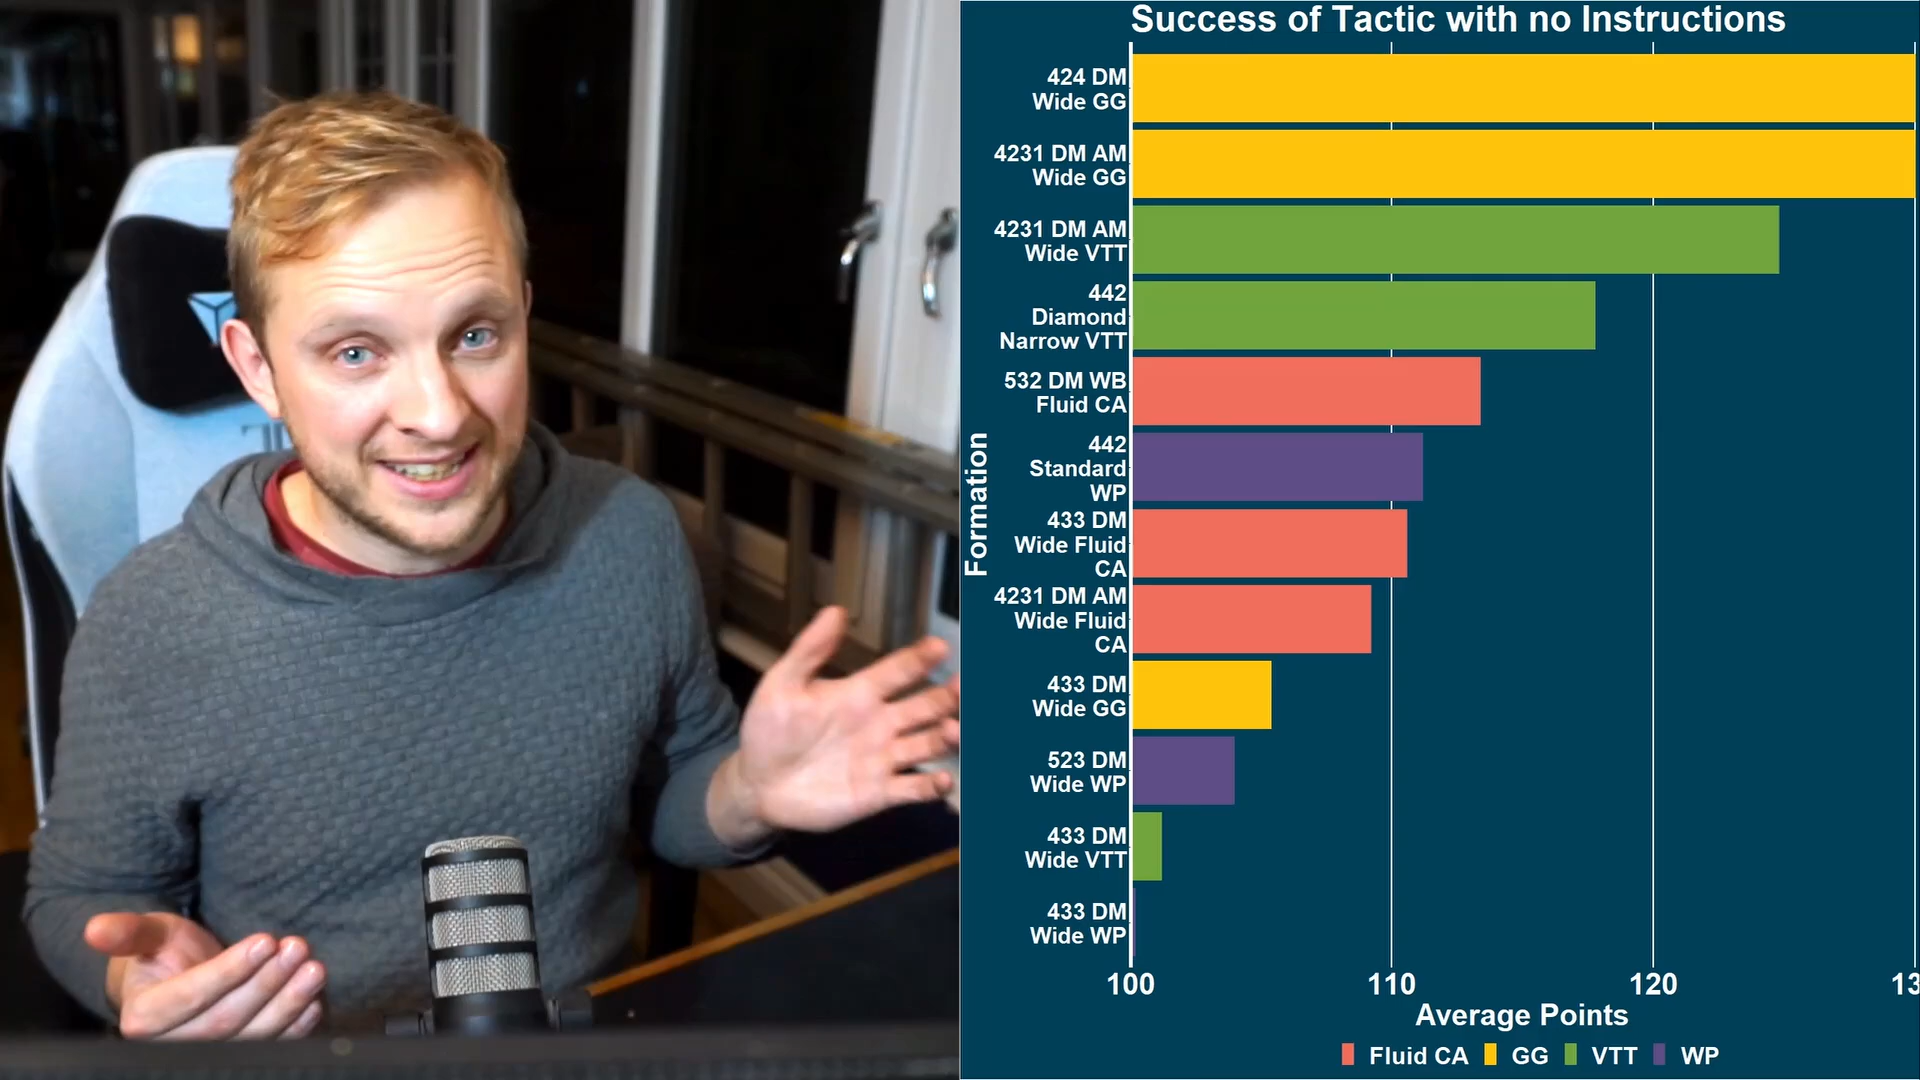 Success of Tactic with no Instructions
424 DM
Wide GG
4231 DM AM
Wide GG
4231 DM AM
Wide VTT
442
Diamond
Narrow VTT
532 DM WB
Fluid CA
442
Standard
WP
433 DM
Wide Fluid
CA
4231 DM AM
Wide Fluid
CA
433 DM
Wide GG
523 DM
Wide WP
433 DM
Wide VTT
433 DM
Wide WP
Formation
100 110 120 13
Average Points
Fluid CA GG VTT WP